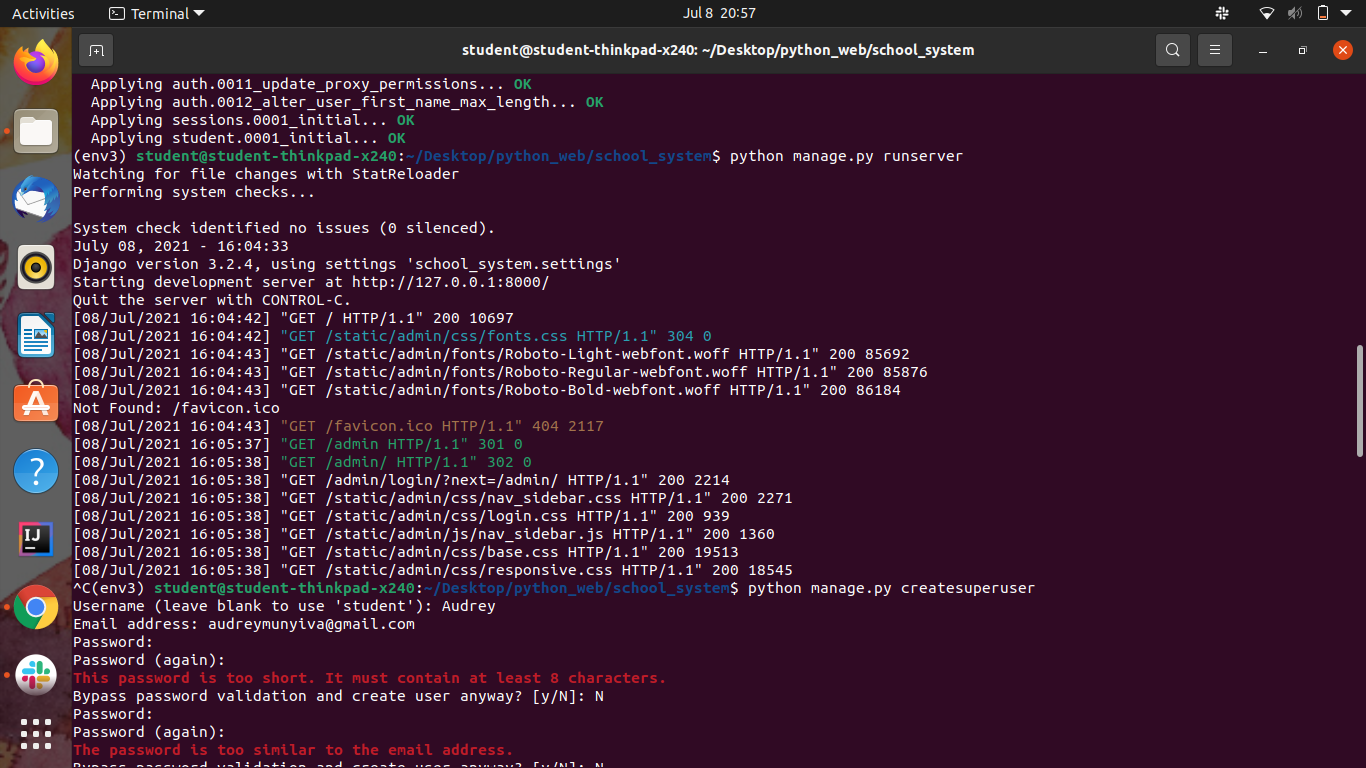 Activities
Terminal
Jul 8 20:57
student@student-thinkpad-x240: ~/Desktop/python_web/school_system
Applying auth.0011_update_proxy_permissions... OK
Applying auth.0012_alter_user_first_name_max_length... OK
Applying sessions.0001_initial... OK
Applying student.0001_initial... OK
(env3) student@student-thinkpad-x240:~/Desktop/python_web/school_system$ python manage.py runserver
Watching for file changes with StatReloader
Performing system checks...
System check identified no issues (0 silenced).
July 08, 2021 - 16:04:33
Django version 3.2.4, using settings 'school_system.settings'
Starting development server at http://127.0.0.1:8000/
Quit the server with CONTROL-C.
[08/Jul/2021 16:04:42] "GET / HTTP/1.1" 200 10697
[08/Jul/2021 16:04:42] "GET /static/admin/css/fonts.css HTTP/1.1" 304 0
[08/Jul/2021 16:04:43] "GET /static/admin/fonts/Roboto-Light-webfont.woff HTTP/1.1" 200 85692
[08/Jul/2021 16:04:43] "GET /static/admin/fonts/Roboto-Regular-webfont.woff HTTP/1.1" 200 85876
[08/Jul/2021 16:04:43] "GET /static/admin/fonts/Roboto-Bold-webfont.woff HTTP/1.1" 200 86184
Not Found: /favicon.ico
[08/Jul/2021 16:04:43] "GET /favicon.ico HTTP/1.1" 404 2117
[08/Jul/2021 16:05:37] "GET /admin HTTP/1.1" 301 0
[08/Jul/2021 16:05:38] "GET /admin/ HTTP/1.1" 302 0
[08/Jul/2021 16:05:38] "GET /admin/login/?next=/admin/ HTTP/1.1" 200 2214
[08/Jul/2021 16:05:38] "GET /static/admin/css/nav_sidebar.css HTTP/1.1" 200 2271
[08/Jul/2021 16:05:38] "GET /static/admin/css/login.css HTTP/1.1" 200 939
[08/Jul/2021 16:05:38] "GET /static/admin/js/nav_sidebar.js HTTP/1.1" 200 1360
[08/Jul/2021 16:05:38] "GET /static/admin/css/base.css HTTP/1.1" 200 19513
[08/Jul/2021 16:05:38] "GET /static/admin/css/responsive.css HTTP/1.1" 200 18545
^C(env3) student@student-thinkpad-x240:~/Desktop/python_web/school_system$ python manage.py createsuperuser
Username (leave blank to use 'student'): Audrey
Email address: audreymunyiva@gmail.com
Password:
Password (again):
This password is too short. It must contain at least 8 characters.
Bypass password validation and create user anyway? [y/N]: N
Password:
Password (again):
The password is too similar to the email address.
Bypass password validation and create user anyway? [y/N]: N
IJ